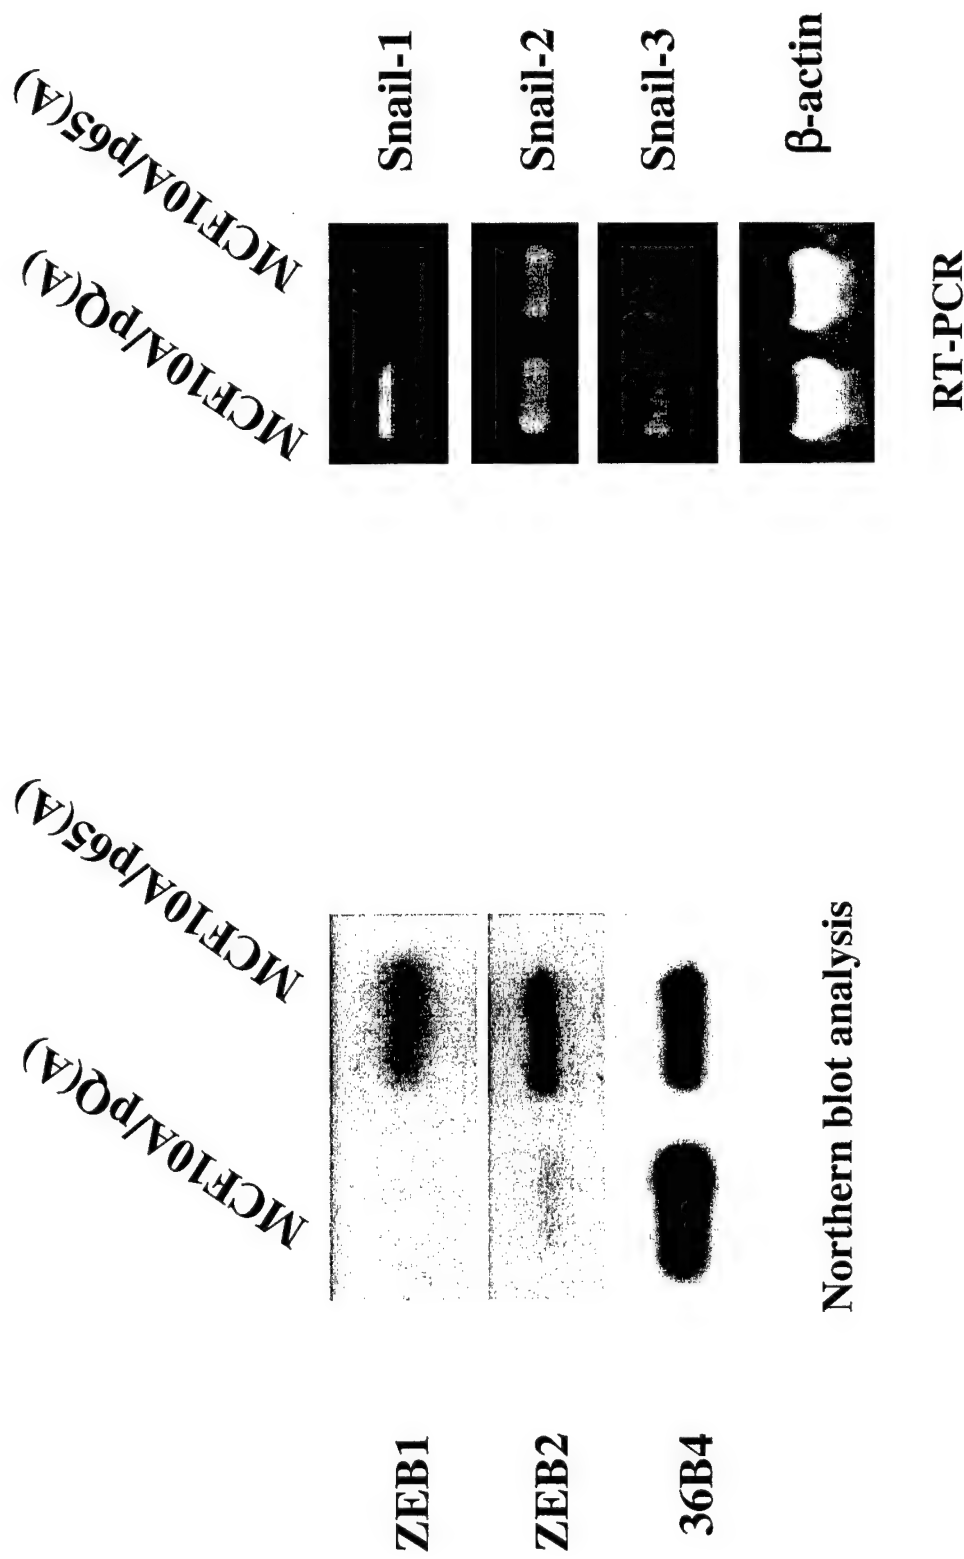 MCF10A/pQ(A)
MCF10A/p65(A)
ZEB1
ZEB2
36B4
Northern blot analysis
MCF10A/pQ(A)
MCF10A/p65(A)
Snail-1
Snail-2
Snail-3
β-actin
RT-PCR